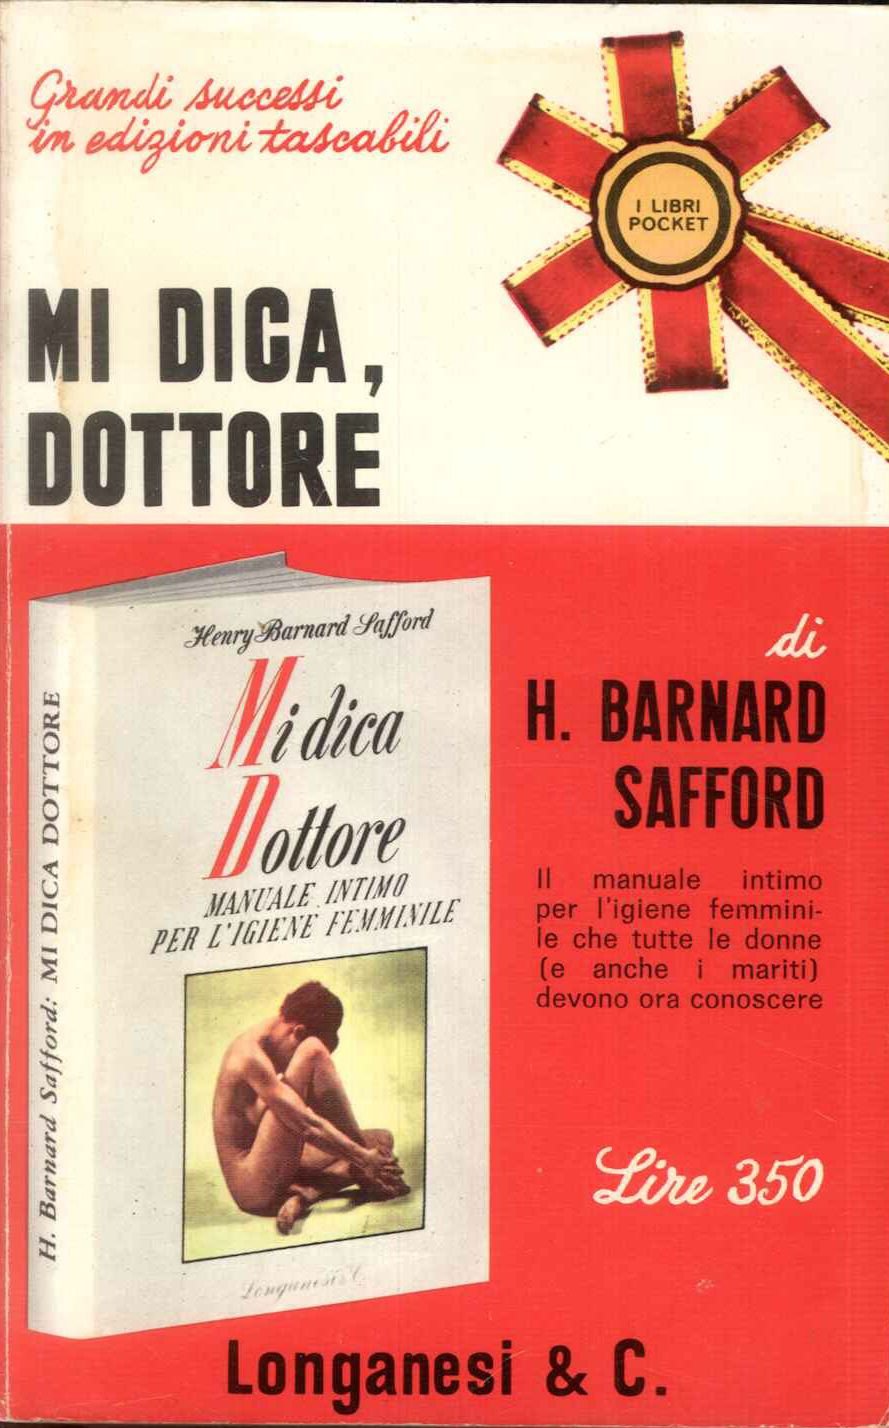 Grandi successi
in edizioni tascabili
I LIBRI
POCKET
MI DICA,
DOTTORE
Henry Barnard Safford
Mi dica
Dottore
MANUALE INTIMO
PER L'IGIENE FEMMINILE
Longanesi & C.
H. Barnard Safford: MI DICA DOTTORE
di
H. BARNARD
SAFFORD
Il manuale intimo
per l'igiene femmini-
le che tutte le donne
(e anche i mariti)
devono ora conoscere
Lire 350
Longanesi & C.